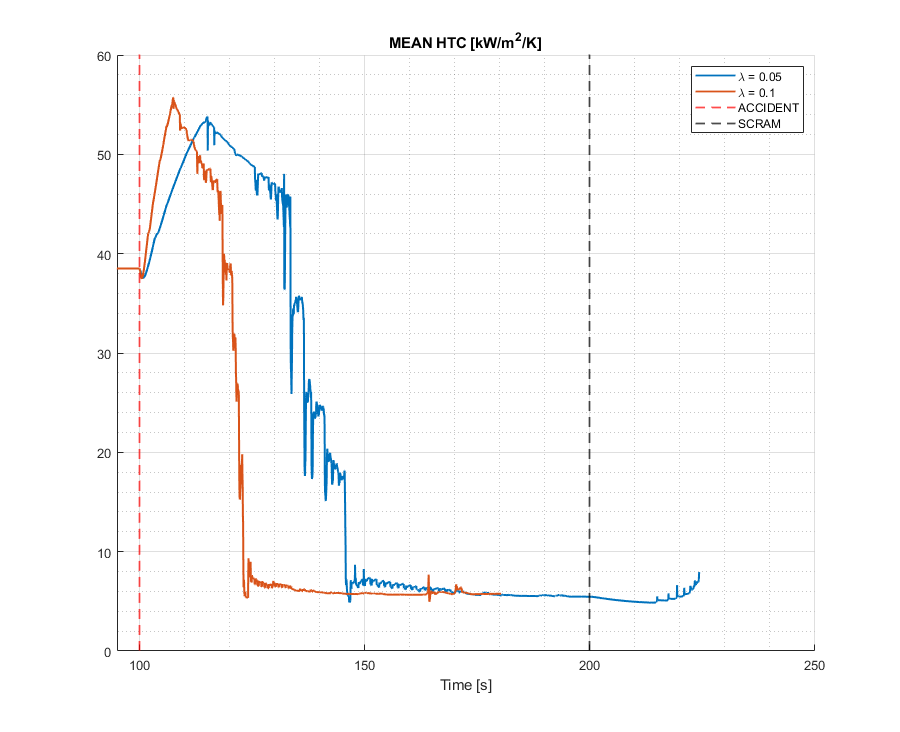 MEAN HTC [kW/m²/K]
60
50
40
30
20
10
0
100 150 200 250
Time [s]
λ = 0.05
λ = 0.1
ACCIDENT
SCRAM